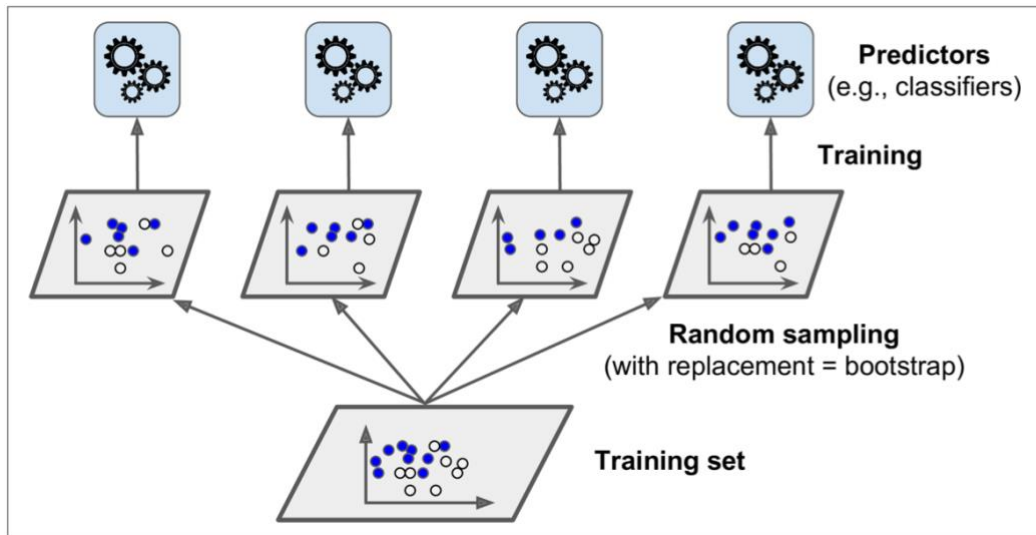 Predictors
(e.g., classifiers)
Training
Random sampling
(with replacement = bootstrap)
Training set